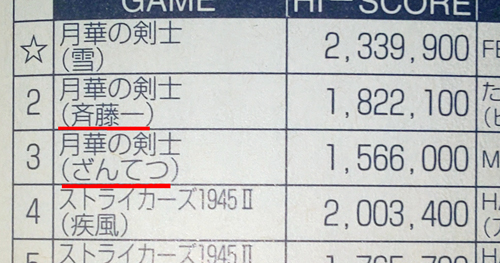 GAME HI-SCORE
☆ 月華の剣士 2,339,900
(雪)
2 月華の剣士 1,822,100 た
(斉藤一)
3 月華の剣士 1,566,000 M
(ざんてつ)
4 ストライカーズ1945Ⅱ 2,003,400
(疾風)
ストライカーズ1945Ⅱ